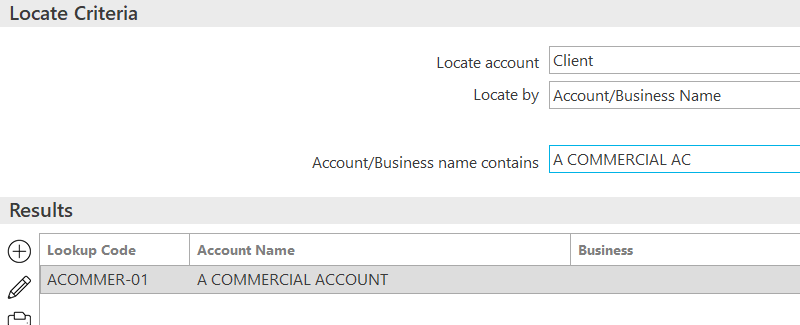 Locate Criteria
Locate account Client
Locate by Account/Business Name
Account/Business name contains A COMMERCIAL AC
Results
Lookup Code Account Name Business
ACOMMER-01 A COMMERCIAL ACCOUNT